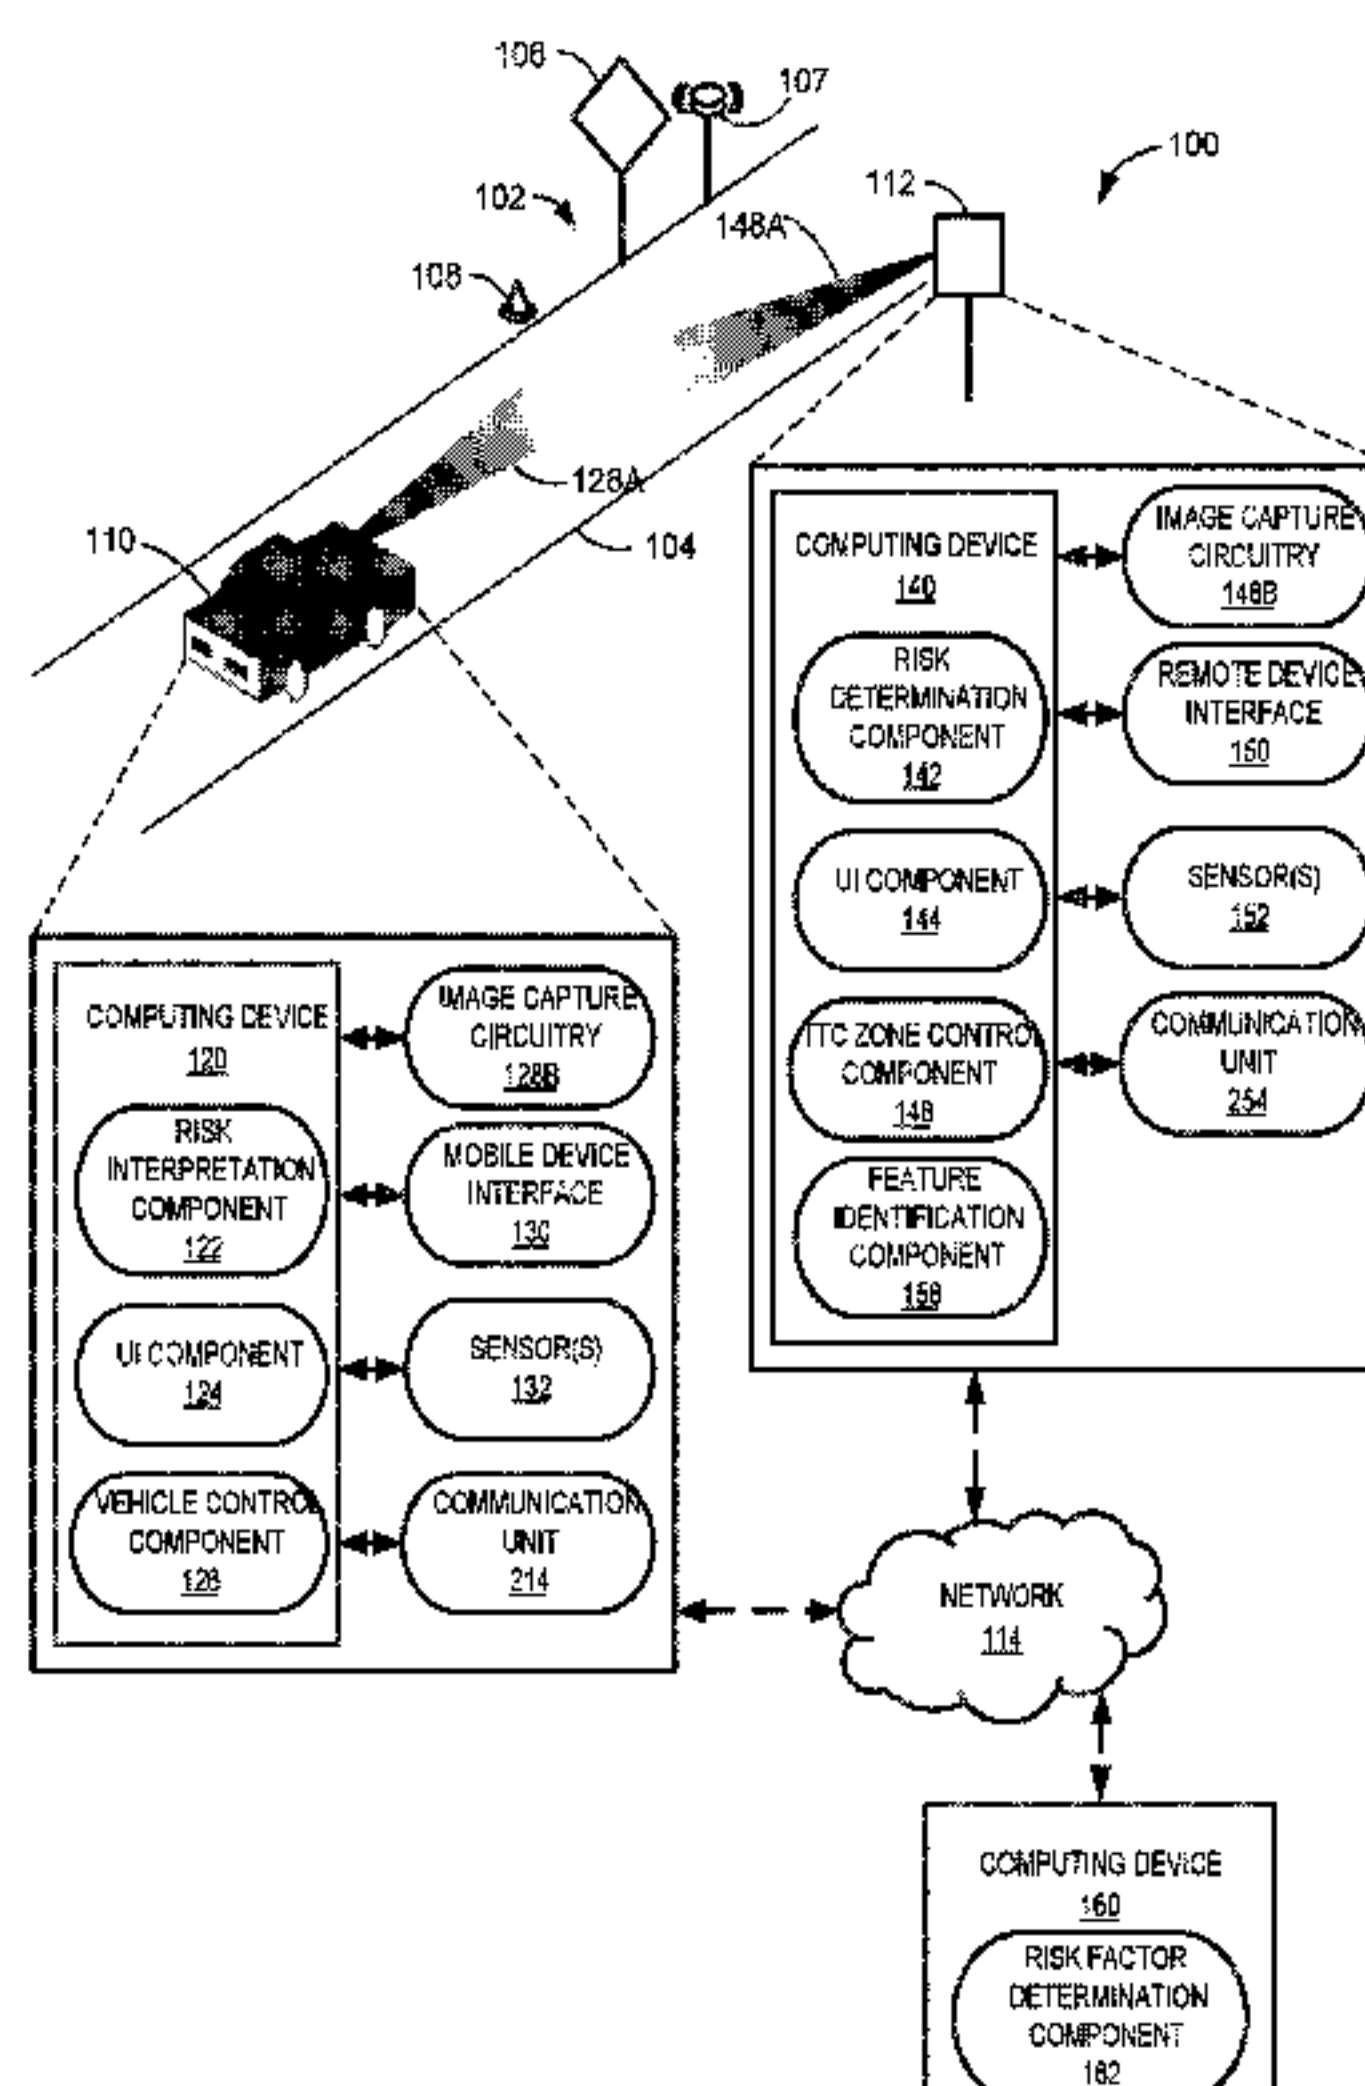 106
107
100
112
102
148A
108
128A
110
104
COMPUTING DEVICE
140
IMAGE CAPTURE
CIRCUITRY
148B
RISK
DETERMINATION
COMPONENT
142
REMOTE DEVICE
INTERFACE
150
UI COMPONENT
144
SENSOR(S)
152
TTC ZONE CONTROL
COMPONENT
146
COMMUNICATION
UNIT
254
FEATURE
IDENTIFICATION
COMPONENT
COMPUTING DEVICE
120
IMAGE CAPTURE
CIRCUITRY
128B
RISK
INTERPRETATION
COMPONENT
122
MOBILE DEVICE
INTERFACE
130
UI COMPONENT
124
SENSOR(S)
132
VEHICLE CONTROL
COMPONENT
COMMUNICATION
UNIT
214
NETWORK
114
COMPUTING DEVICE
160
RISK FACTOR
DETERMINATION
COMPONENT
162